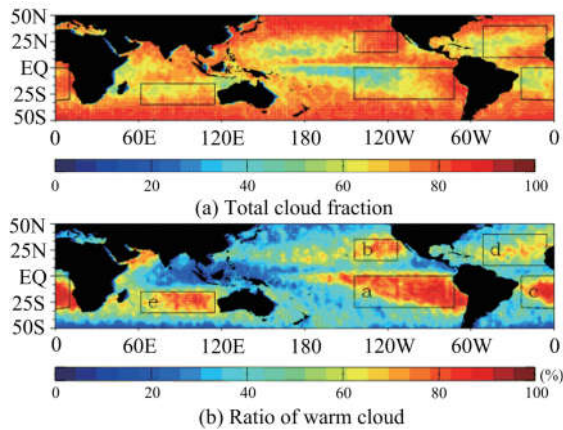 50N
25N
EQ
25S
50S
60E 120E 180 120W 60W 0
0 20 40 60 80 100
(a) Total cloud fraction
50N
25N
EQ
25S
50S
b d
a c
e
60E 120E 180 120W 60W 0
0 20 40 60 80 100 (%)
(b) Ratio of warm cloud